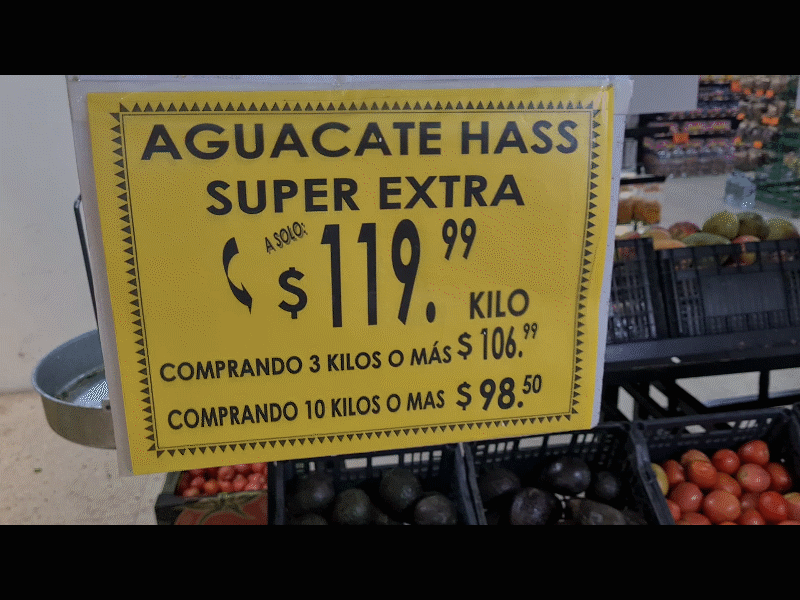 AGUACATE HASS
SUPER EXTRA
A SOLO:
$119.99
KILO
COMPRANDO 3 KILOS O MÁS $106.99
COMPRANDO 10 KILOS O MAS $98.50